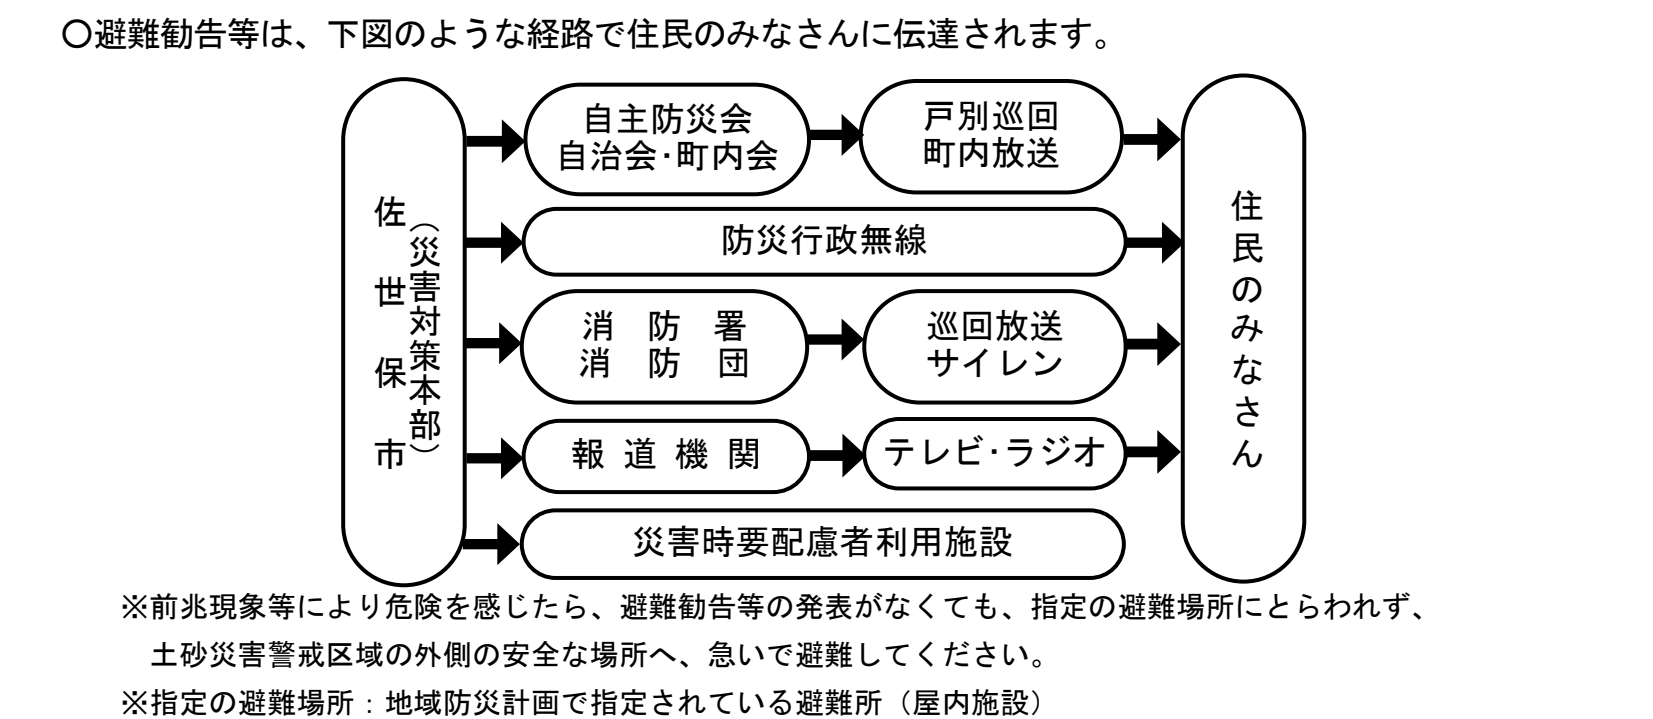 〇避難勧告等は、下図のような経路で住民のみなさんに伝達されます。
佐世保市
（災害対策本部）
自主防災会
自治会・町内会
戸別巡回
町内放送
防災行政無線
消　防　署
消　防　団
巡回放送
サイレン
報 道 機 関
テレビ・ラジオ
災害時要配慮者利用施設
住民のみなさん
※前兆現象等により危険を感じたら、避難勧告等の発表がなくても、指定の避難場所にとらわれず、
土砂災害警戒区域の外側の安全な場所へ、急いで避難してください。
※指定の避難場所：地域防災計画で指定されている避難所（屋内施設）